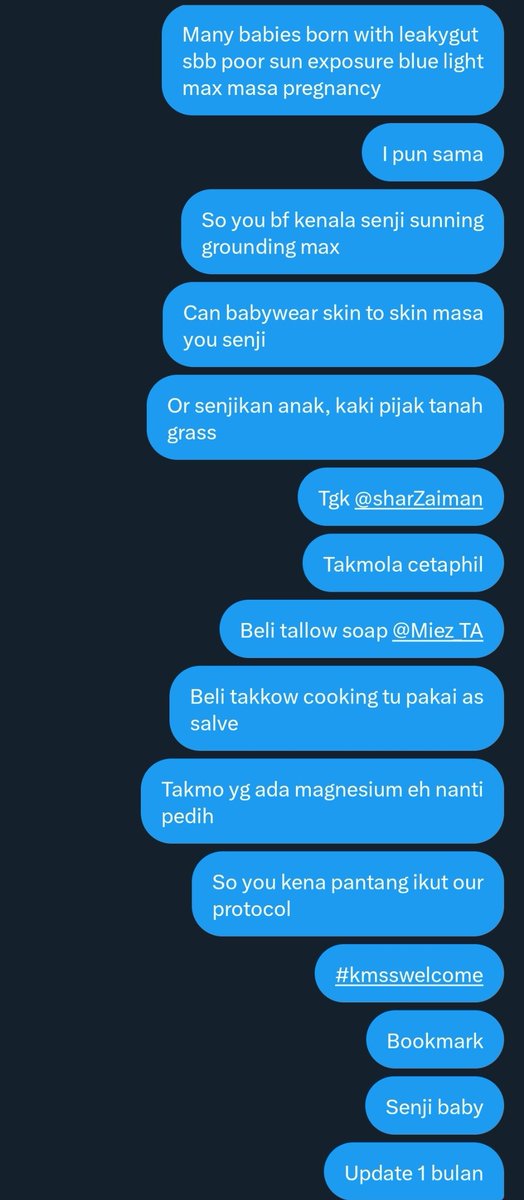 Many babies born with leakygut
sbb poor sun exposure blue light
max masa pregnancy
I pun sama
So you bf kenala senji sunning
grounding max
Can babywear skin to skin masa
you senji
Or senjikan anak, kaki pijak tanah
grass
Tgk @sharZaiman
Takmola cetaphil
Beli tallow soap @Miez_TA
Beli takkow cooking tu pakai as
salve
Takmo yg ada magnesium eh nanti
pedih
So you kena pantang ikut our
protocol
#kmsswelcome
Bookmark
Senji baby
Update 1 bulan